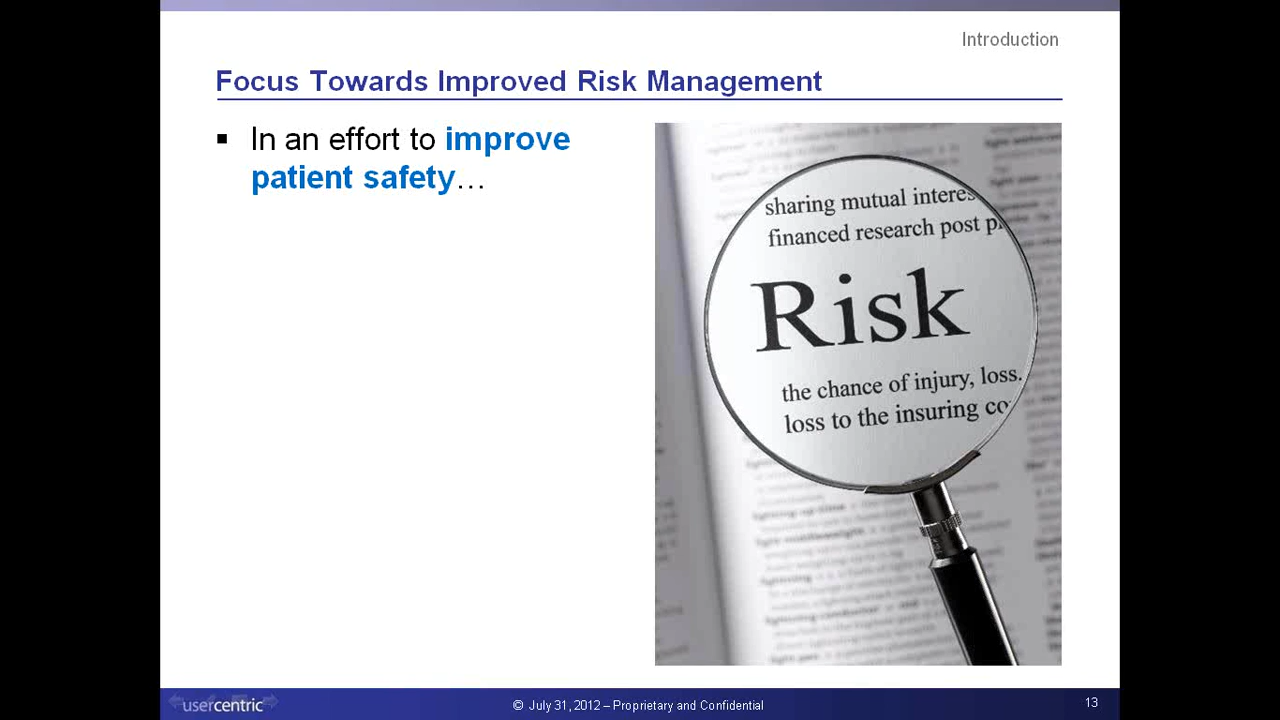 Introduction
Focus Towards Improved Risk Management
▪ In an effort to improve
patient safety…
sharing mutual interes
financed research post p
Risk
the chance of injury, loss.
loss to the insuring co
usercentric
© July 31, 2012 – Proprietary and Confidential
13